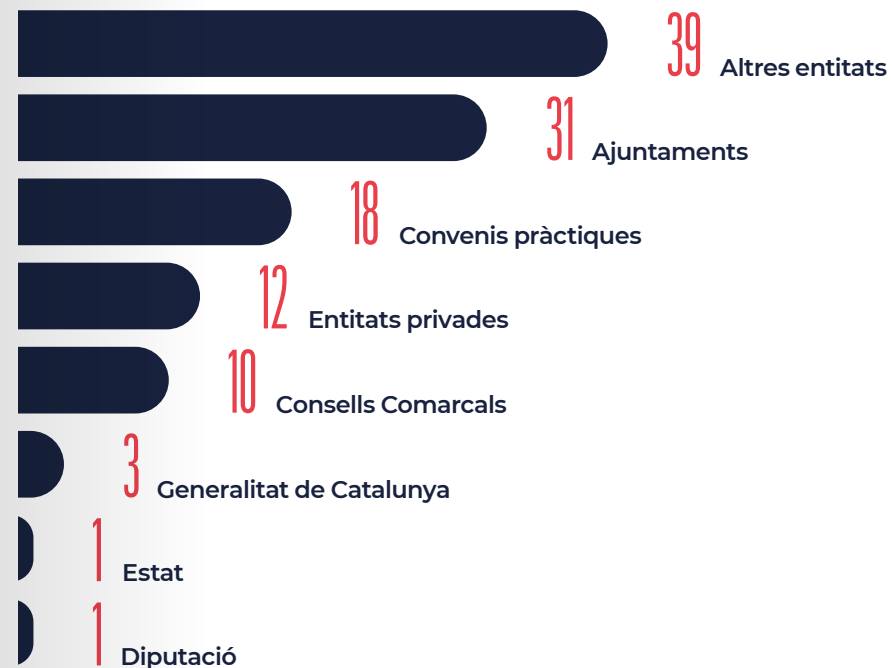 39 Altres entitats
31 Ajuntaments
18 Convenis pràctiques
12 Entitats privades
10 Consells Comarcals
3 Generalitat de Catalunya
1 Estat
1 Diputació